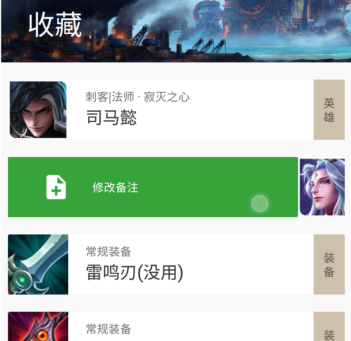 收藏
刺客|法师 · 寂灭之心
司马懿
英
雄
修改备注
常规装备
雷鸣刃(没用)
装
备
常规装备
装